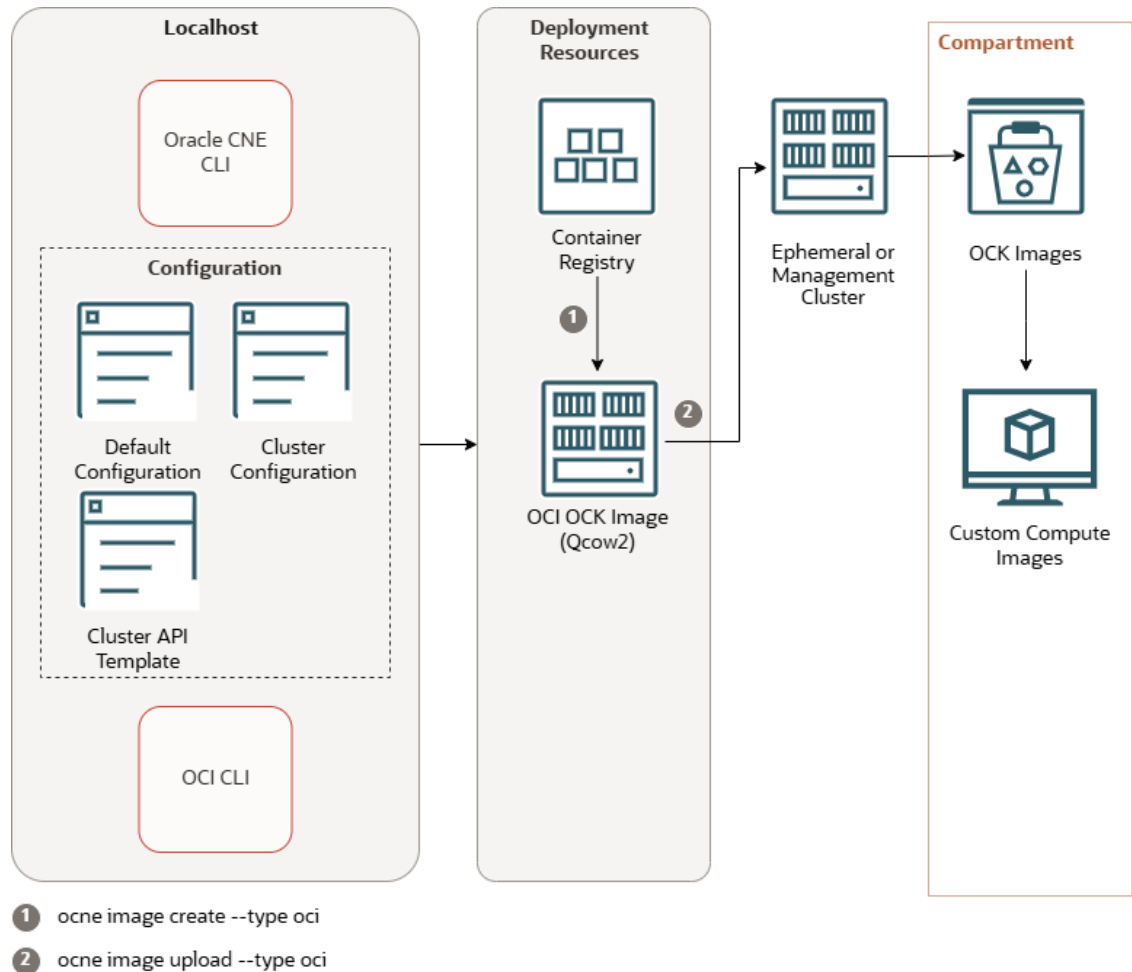 Localhost
Oracle CNE
CLI
Configuration
Default
Configuration
Cluster
Configuration
Cluster API
Template
OCI CLI
Deployment
Resources
Container
Registry
1
OCI OCK Image
(Qcow2)
2
Ephemeral or
Management
Cluster
Compartment
OCK Images
Custom Compute
Images
1 ocne image create --type oci
2 ocne image upload --type oci